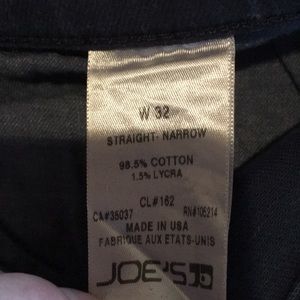 W 32
STRAIGHT- NARROW
98.5% COTTON
1.5% LYCRA
CL#162
CA#35037 RN#106214
MADE IN USA
FABRIQUE AUX ETATS-UNIS
JOE'S